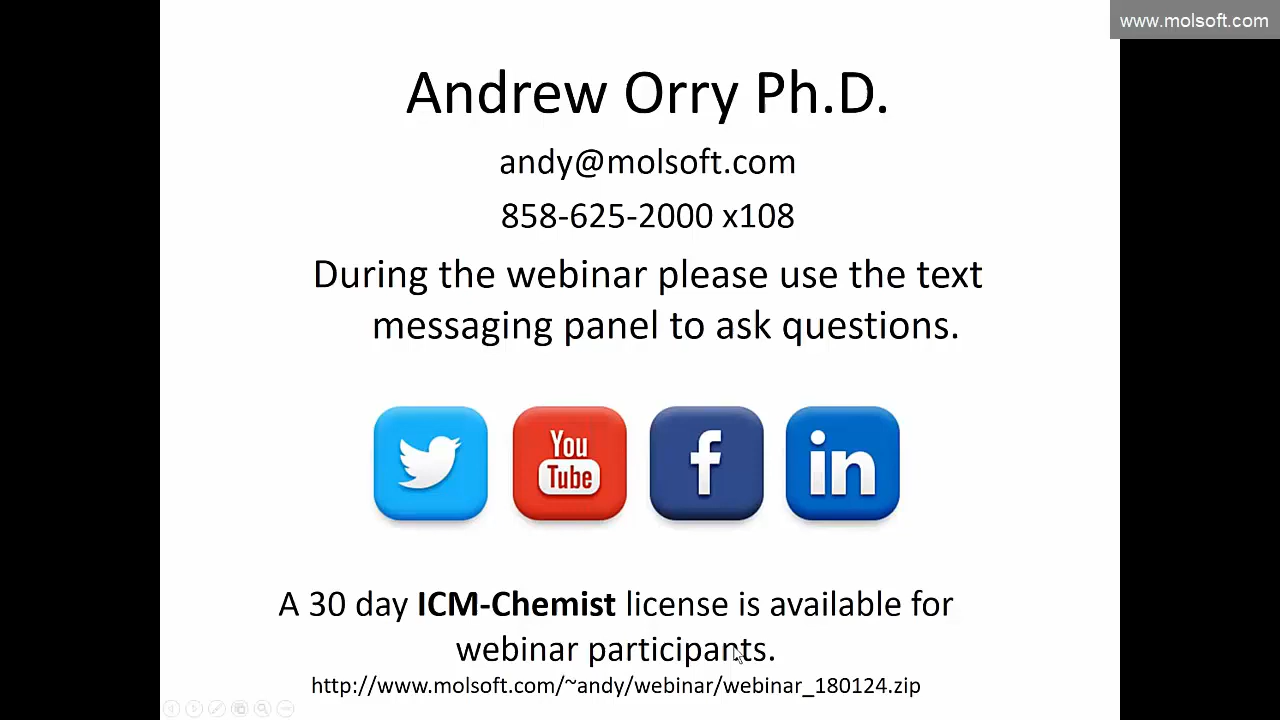 www.molsoft.com
Andrew Orry Ph.D.
andy@molsoft.com
858-625-2000 x108
During the webinar please use the text
messaging panel to ask questions.
You
Tube
f
in
A 30 day ICM-Chemist license is available for
webinar participants.
http://www.molsoft.com/~andy/webinar/webinar_180124.zip